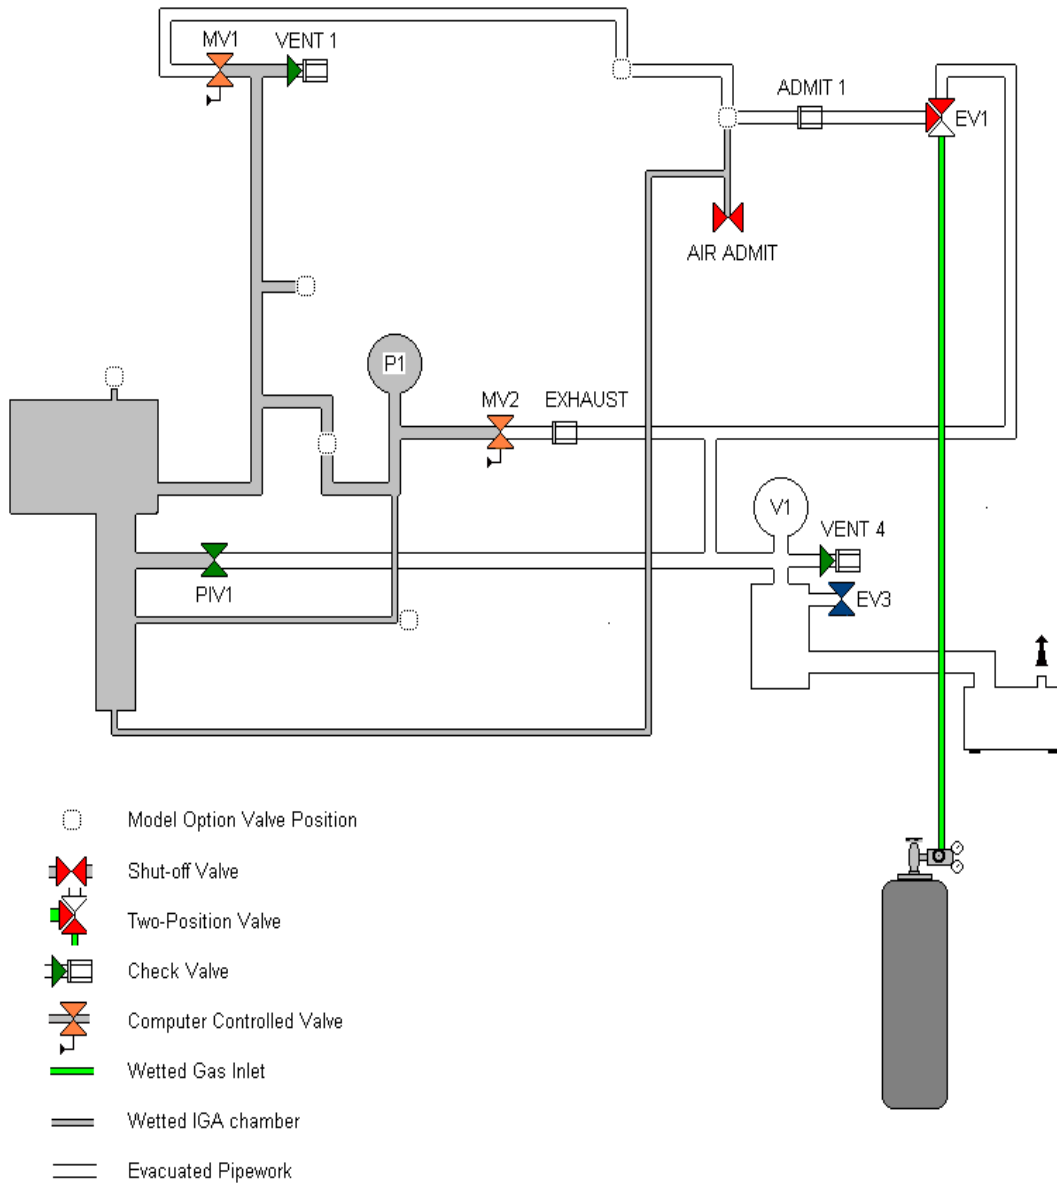 MV1
VENT 1
ADMIT 1
EV1
AIR ADMIT
P1
MV2
EXHAUST
V1
VENT 4
PIV1
EV3
Model Option Valve Position
Shut-off Valve
Two-Position Valve
Check Valve
Computer Controlled Valve
Wetted Gas Inlet
Wetted IGA chamber
Evacuated Pipework